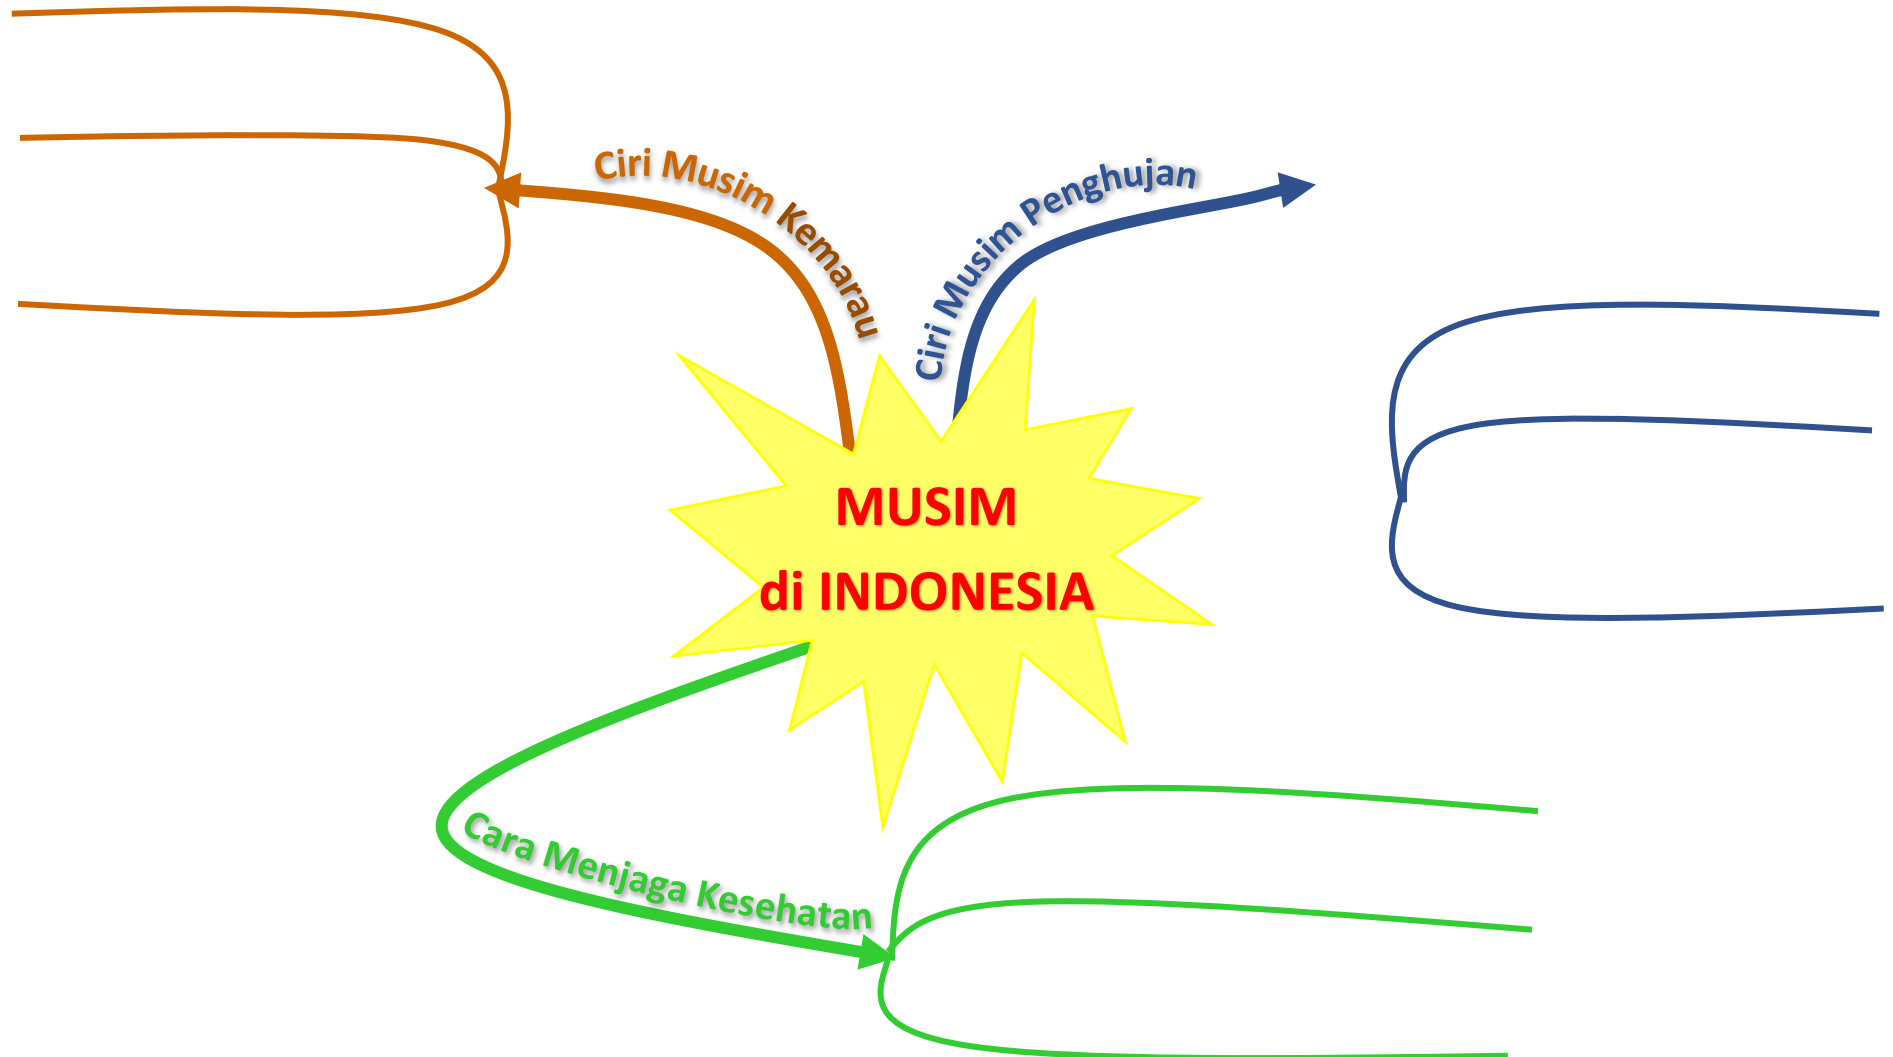 Ciri Musim Kemarau
Ciri Musim Penghujan
MUSIM
di INDONESIA
Cara Menjaga Kesehatan